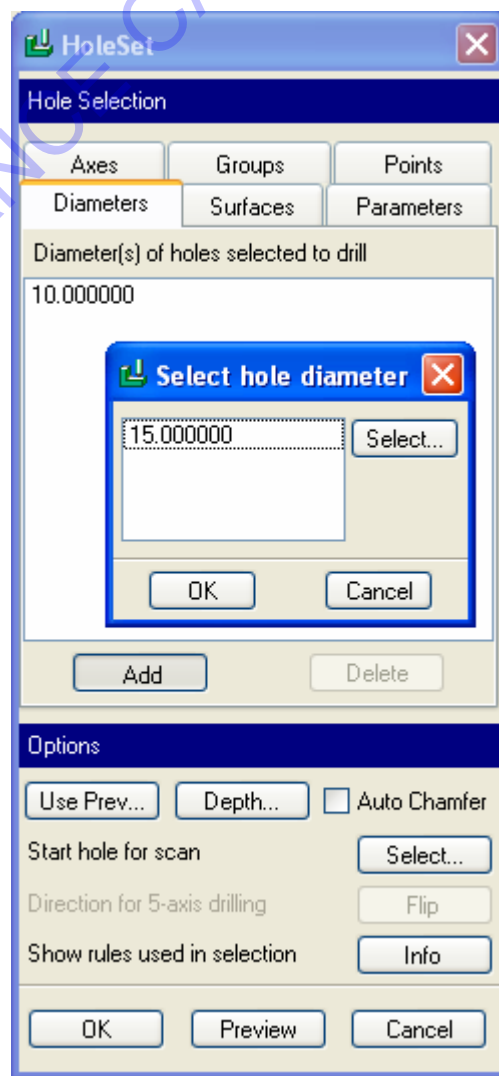 HoleSet
Hole Selection
Axes Groups Points
Diameters Surfaces Parameters
Diameter(s) of holes selected to drill
10.000000
Select hole diameter
15.000000 Select...
OK Cancel
Add Delete
Options
Use Prev... Depth... Auto Chamfer
Start hole for scan Select...
Direction for 5-axis drilling Flip
Show rules used in selection Info
OK Preview Cancel